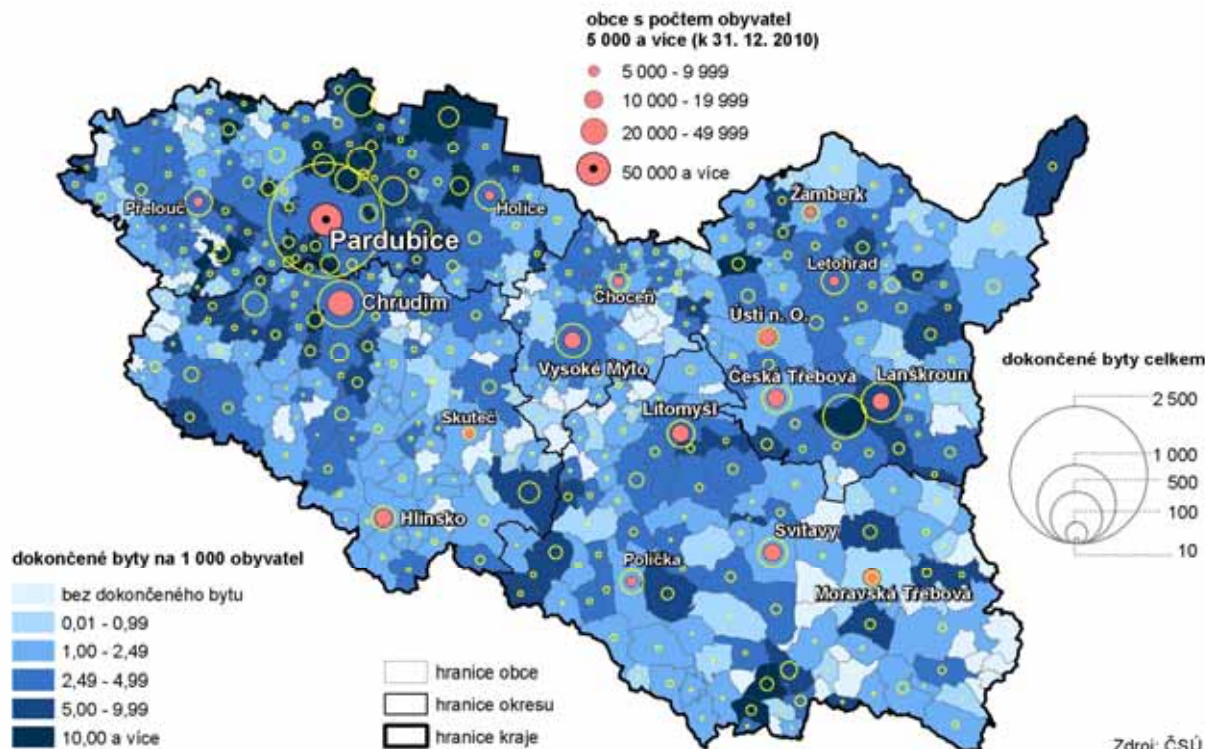 obce s počtem obyvatel
5 000 a více (k 31. 12. 2010)
5 000 - 9 999
10 000 - 19 999
20 000 - 49 999
50 000 a více
Přelouč
Pardubice
Holice
Chrudim
Žamberk
Letohrad
Choceň
Ústí n. O.
Vysoké Mýto
Česká Třebová
Lanškroun
Litomyšl
Skuteč
Hlinsko
Svitavy
Polička
Moravská Třebová
dokončené byty celkem
2 500
1 000
500
100
10
dokončené byty na 1 000 obyvatel
bez dokončeného bytu
0,01 - 0,99
1,00 - 2,49
2,49 - 4,99
5,00 - 9,99
10,00 a více
hranice obce
hranice okresu
hranice kraje
Zdroj: ČSÚ